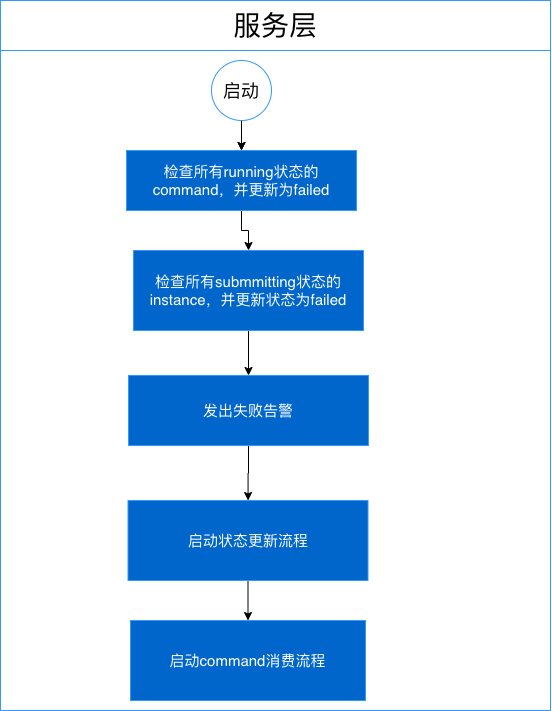 服务层
启动
检查所有running状态的
command，并更新为failed
检查所有submmitting状态的
instance，并更新状态为failed
发出失败告警
启动状态更新流程
启动command消费流程